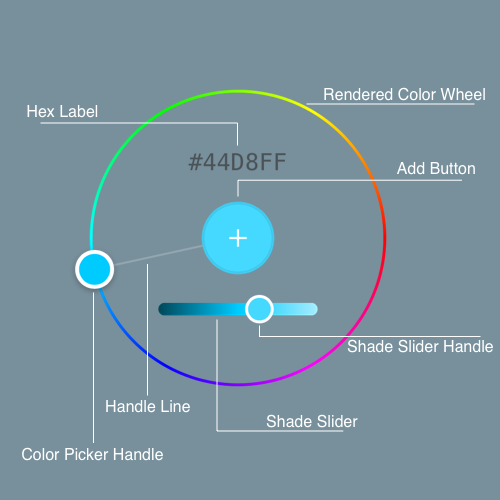 Rendered Color Wheel
Hex Label
#44D8FF
Add Button
+
Shade Slider Handle
Handle Line
Shade Slider
Color Picker Handle